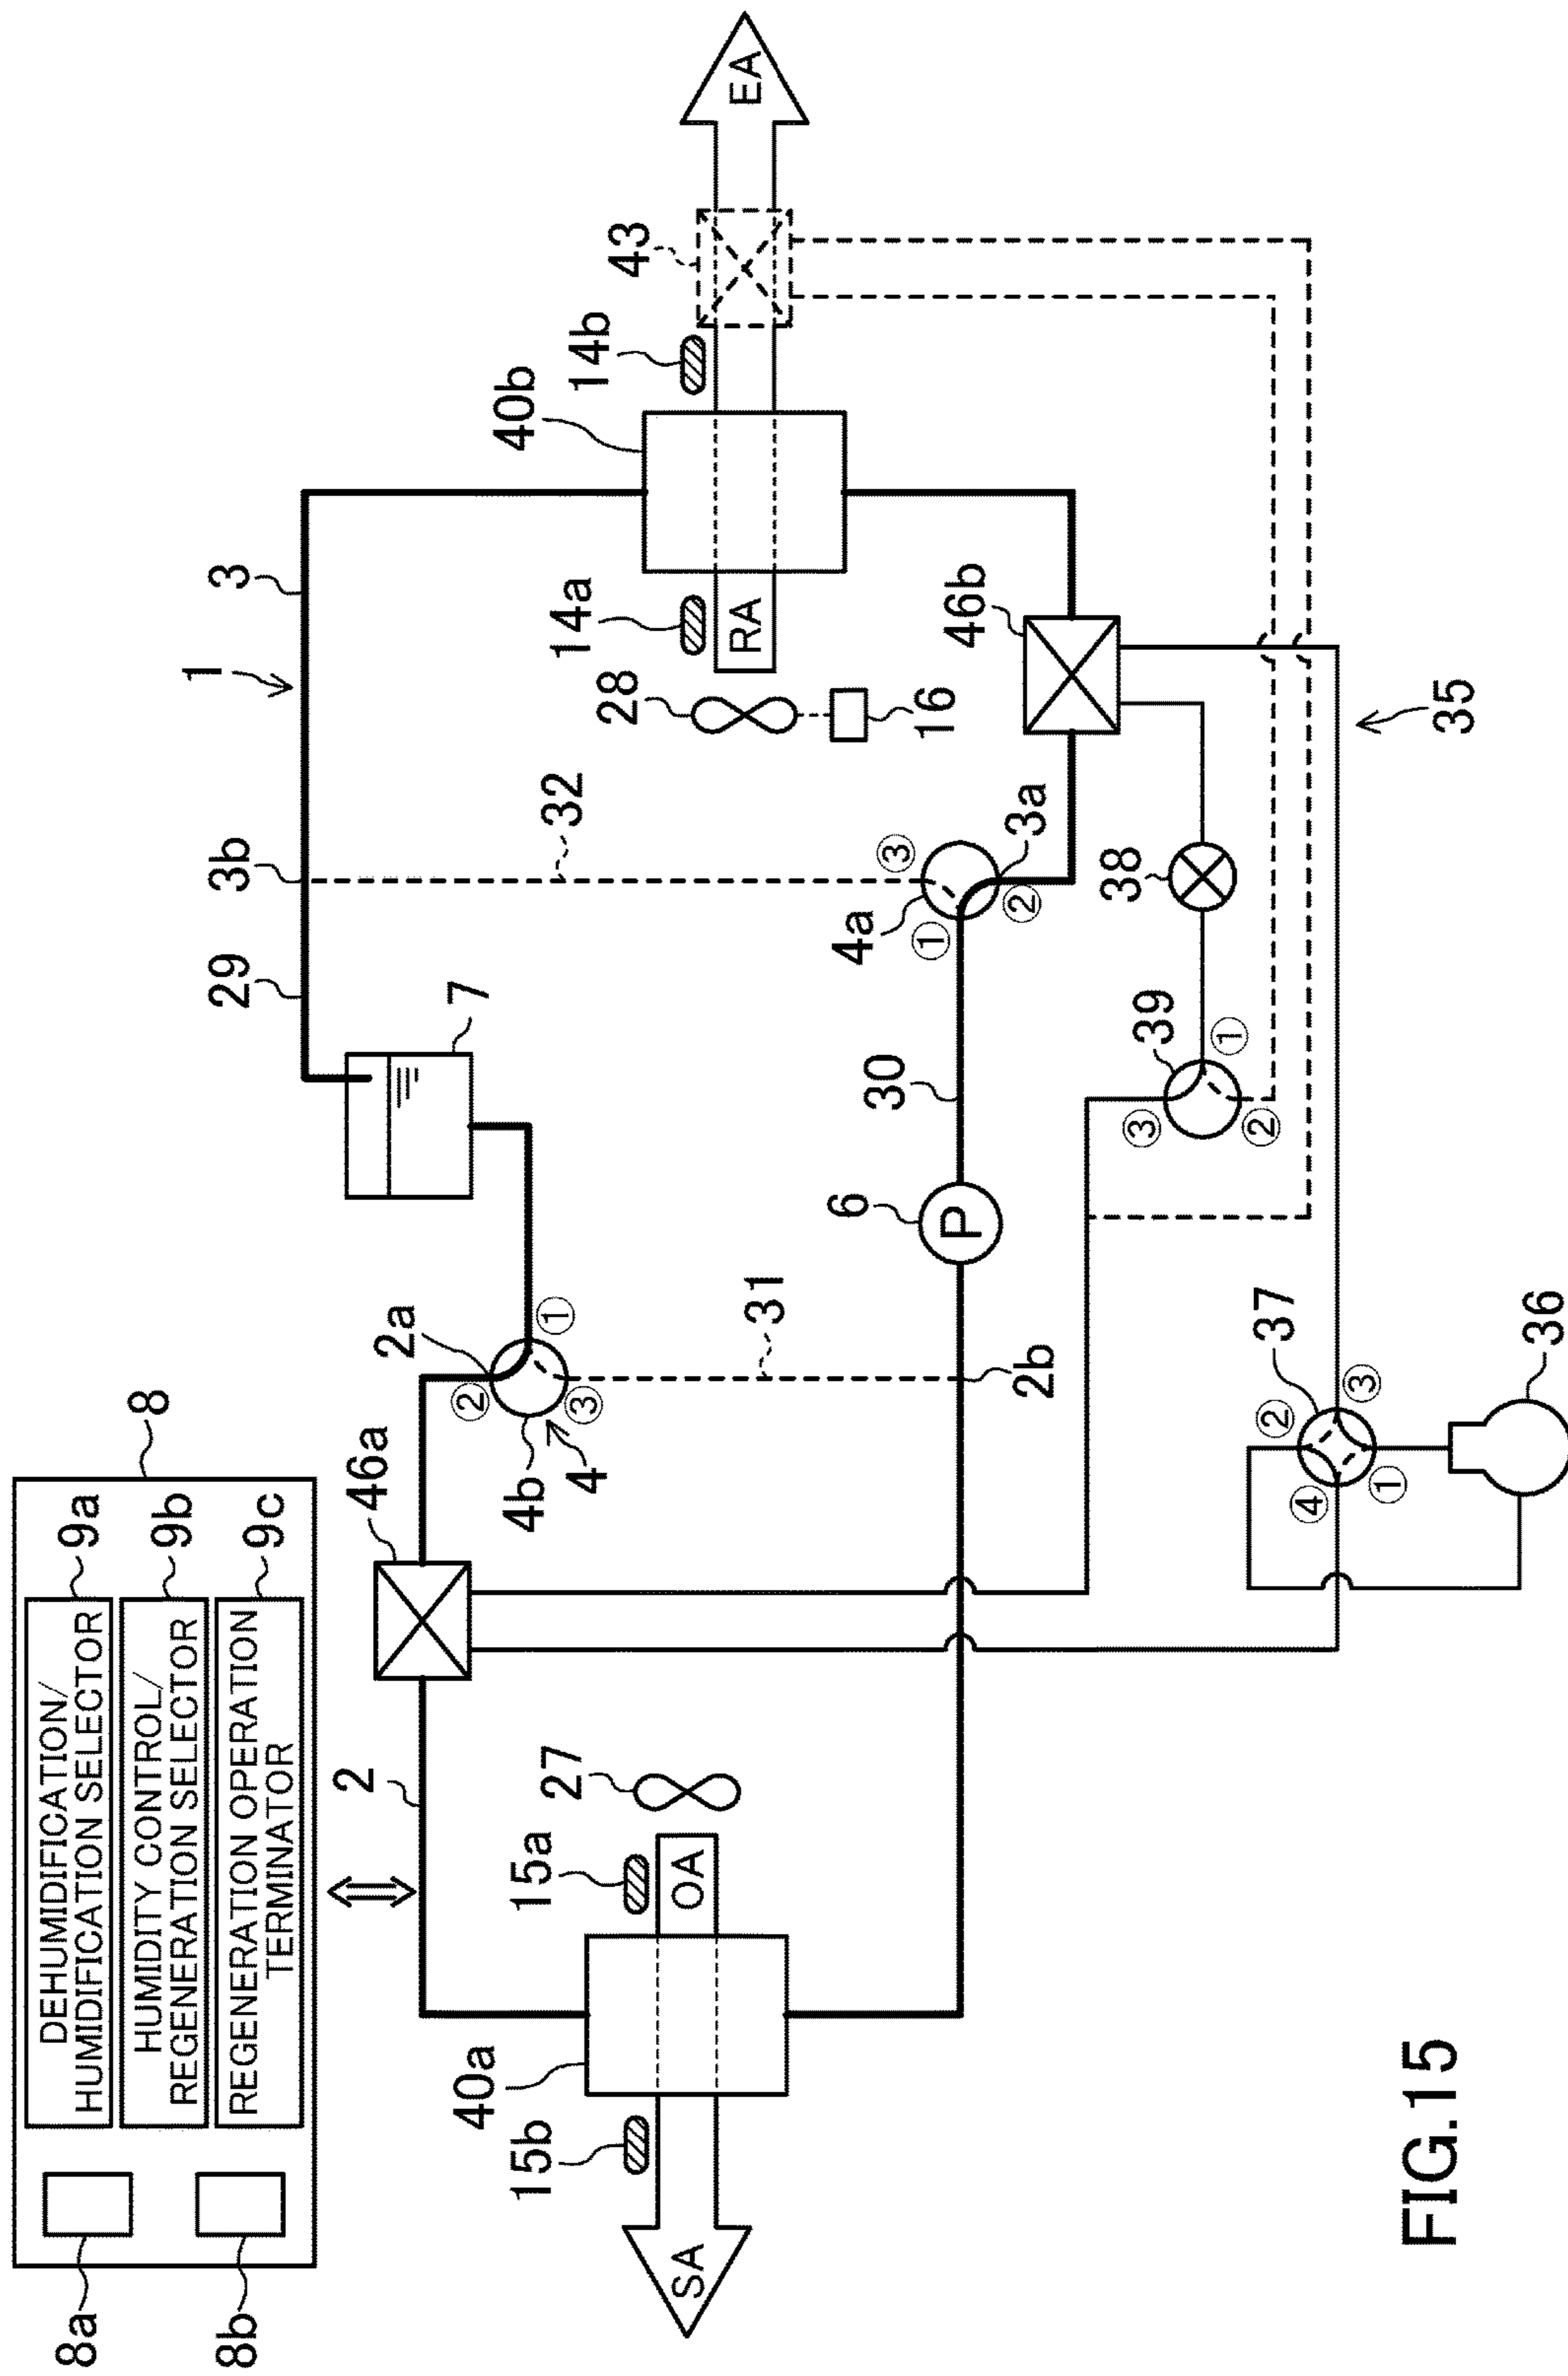 8
DEHUMIDIFICATION/
HUMIDIFICATION SELECTOR
9a
HUMIDITY CONTROL/
REGENERATION SELECTOR
9b
REGENERATION OPERATION
TERMINATOR
9c
8a
8b
1
2
29
3b
3
7
2a
46a
②
①
③
4b
4
31
2b
32
40b
14a
14b
43
RA
EA
28
16
27
15a
15b
OA
SA
40a
6
P
30
4a
③
①
②
3a
46b
38
39
③
①
②
35
37
②
③
④
①
36
FIG.15